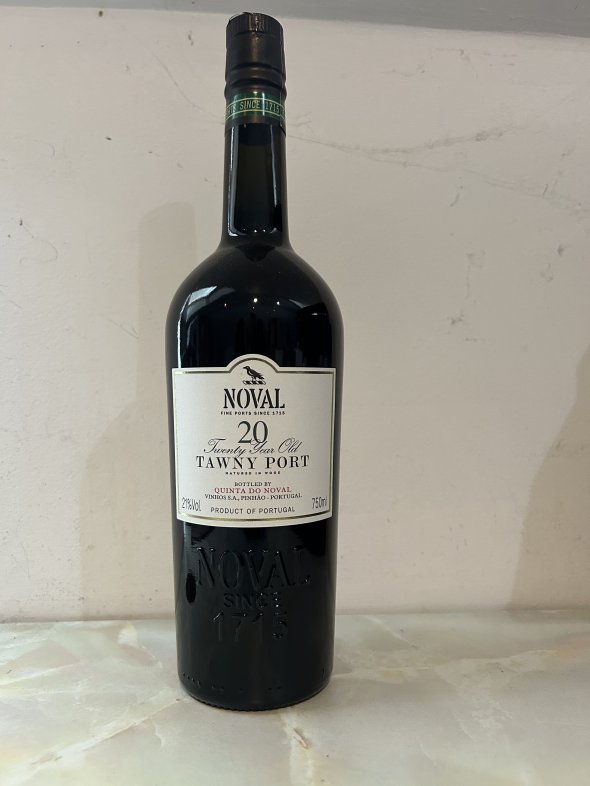 SINCE 1715
NOVAL
FINE PORTS SINCE 1715
20
Twenty Year Old
TAWNY PORT
MATURED IN WOOD
BOTTLED BY
QUINTA DO NOVAL
VINHOS S.A., PINHÃO - PORTUGAL
21%Vol. 750ml
PRODUCT OF PORTUGAL
NOVAL
SINCE
1715